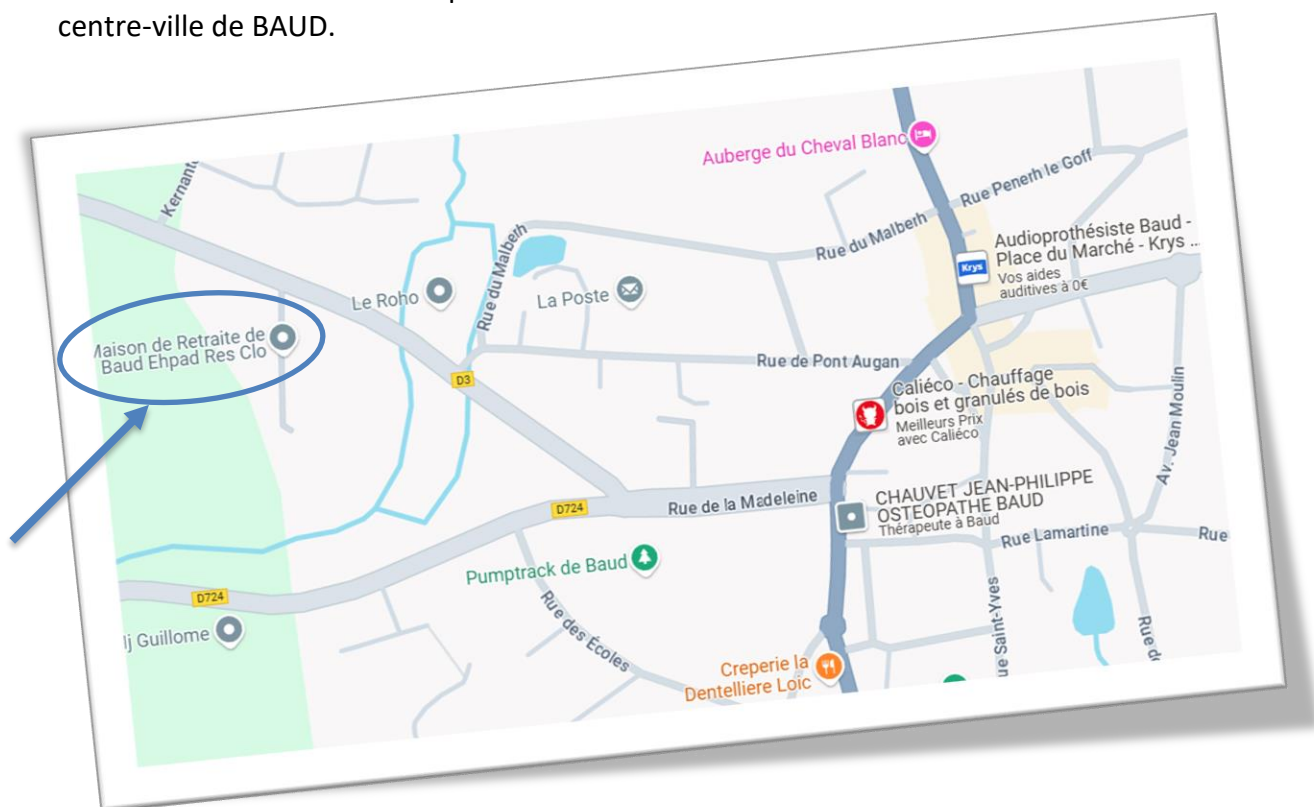 centre-ville de BAUD.
Auberge du Cheval Blanc
Rue Penerh le Goff
Kernant
Rue du Malberh
Audioprothésiste Baud -
Place du Marché - Krys ...
Krys
Vos aides
auditives à 0€
Rue du Malberh
Le Roho
La Poste
Maison de Retraite de
Baud Ehpad Res Clo
D3
Rue de Pont Augan
Caliéco - Chauffage
bois et granulés de bois
Meilleurs Prix
avec Caliéco
Av. Jean Moulin
D724
Rue de la Madeleine
CHAUVET JEAN-PHILIPPE
OSTEOPATHE BAUD
Thérapeute à Baud
Rue Lamartine
Rue
Pumptrack de Baud
D724
lj Guillome
Rue des Écoles
ue Saint-Yves
Rue d
Creperie la
Dentelliere Loic